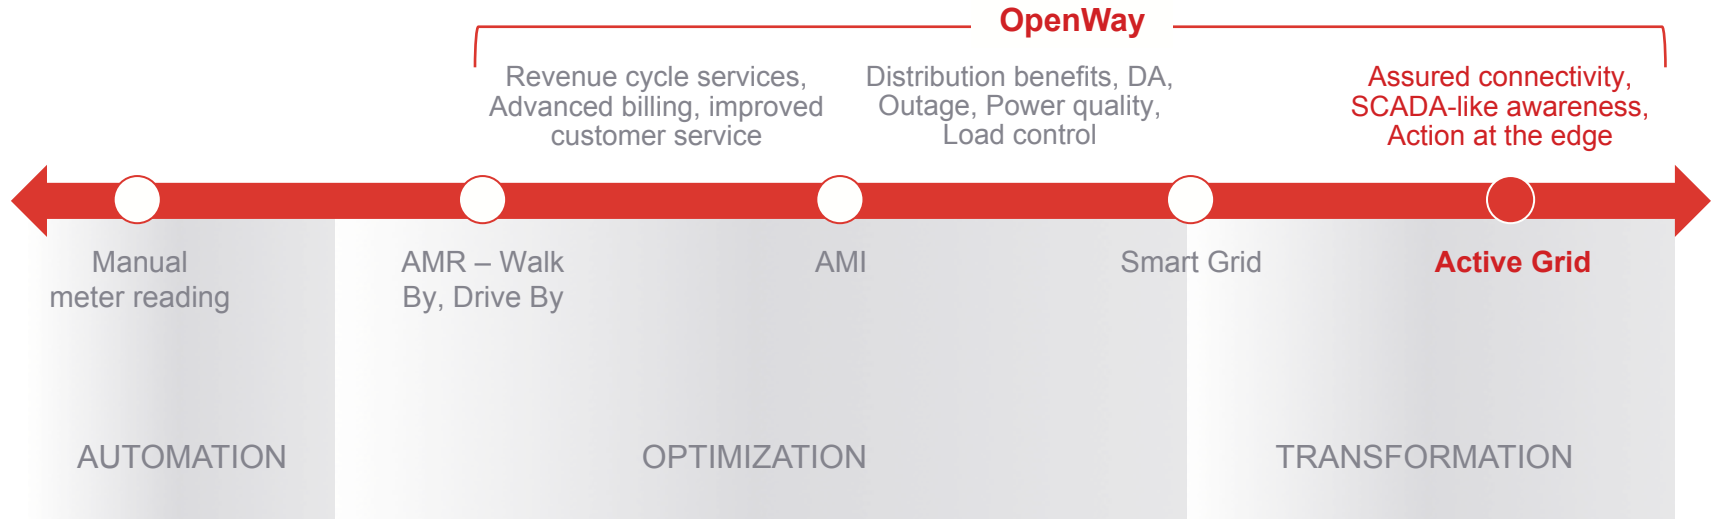 OpenWay
Revenue cycle services,
Advanced billing, improved
customer service
Distribution benefits, DA,
Outage, Power quality,
Load control
Assured connectivity,
SCADA-like awareness,
Action at the edge
Manual
meter reading
AMR – Walk
By, Drive By
AMI
Smart Grid
Active Grid
AUTOMATION
OPTIMIZATION
TRANSFORMATION